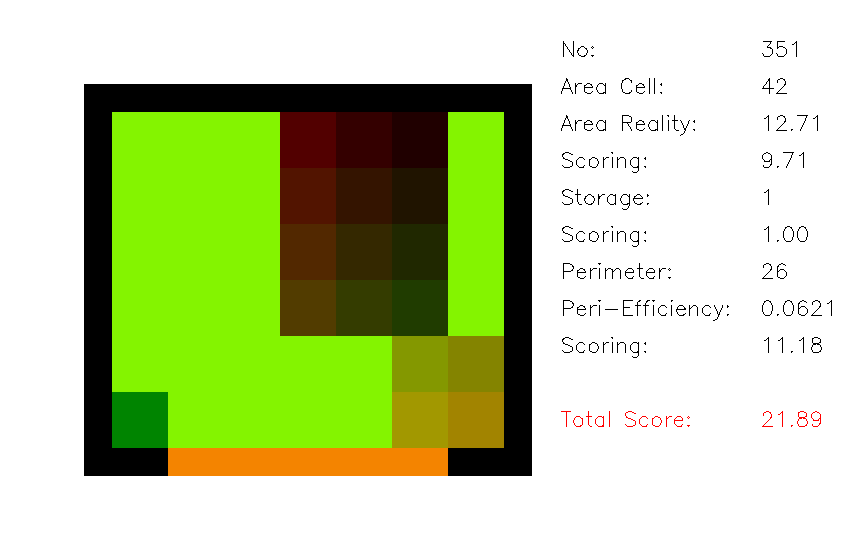 No: 351
Area Cell: 42
Area Reality: 12.71
Scoring: 9.71
Storage: 1
Scoring: 1.00
Perimeter: 26
Peri-Efficiency: 0.0621
Scoring: 11.18
Total Score: 21.89